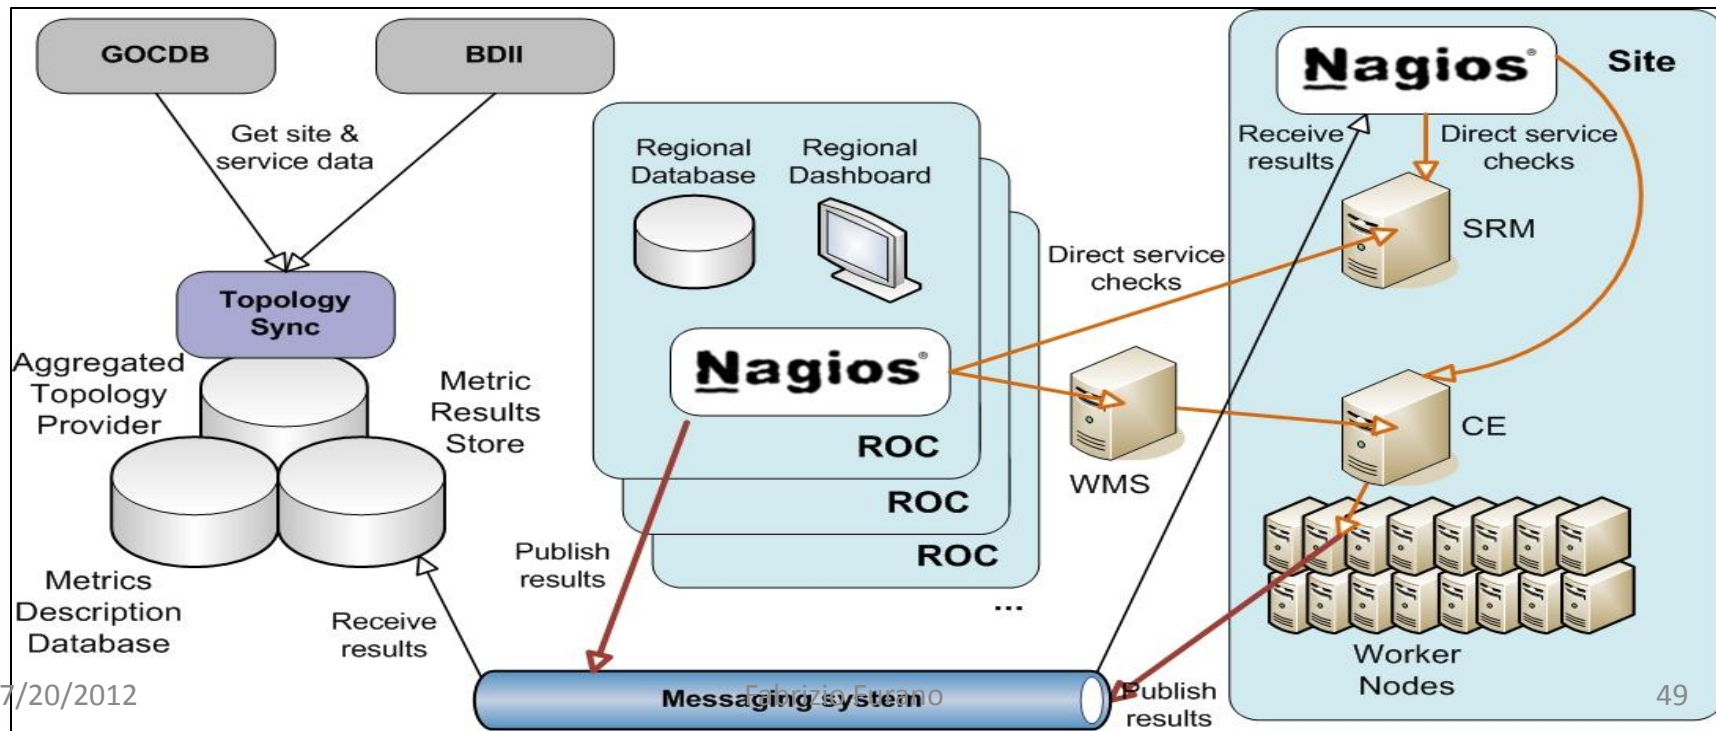 GOCDB
BDII
Get site &
service data
Topology
Sync
Aggregated
Topology
Provider
Metric
Results
Store
Metrics
Description
Database
Receive
results
Regional
Database
Regional
Dashboard
Nagios®
ROC
ROC
ROC
...
Publish
results
Direct service
checks
WMS
Messaging system
Nagios®
Site
Receive
results
Direct service
checks
SRM
CE
Worker
Nodes
Publish
results
7/20/2012
Fabrizio Furano
49